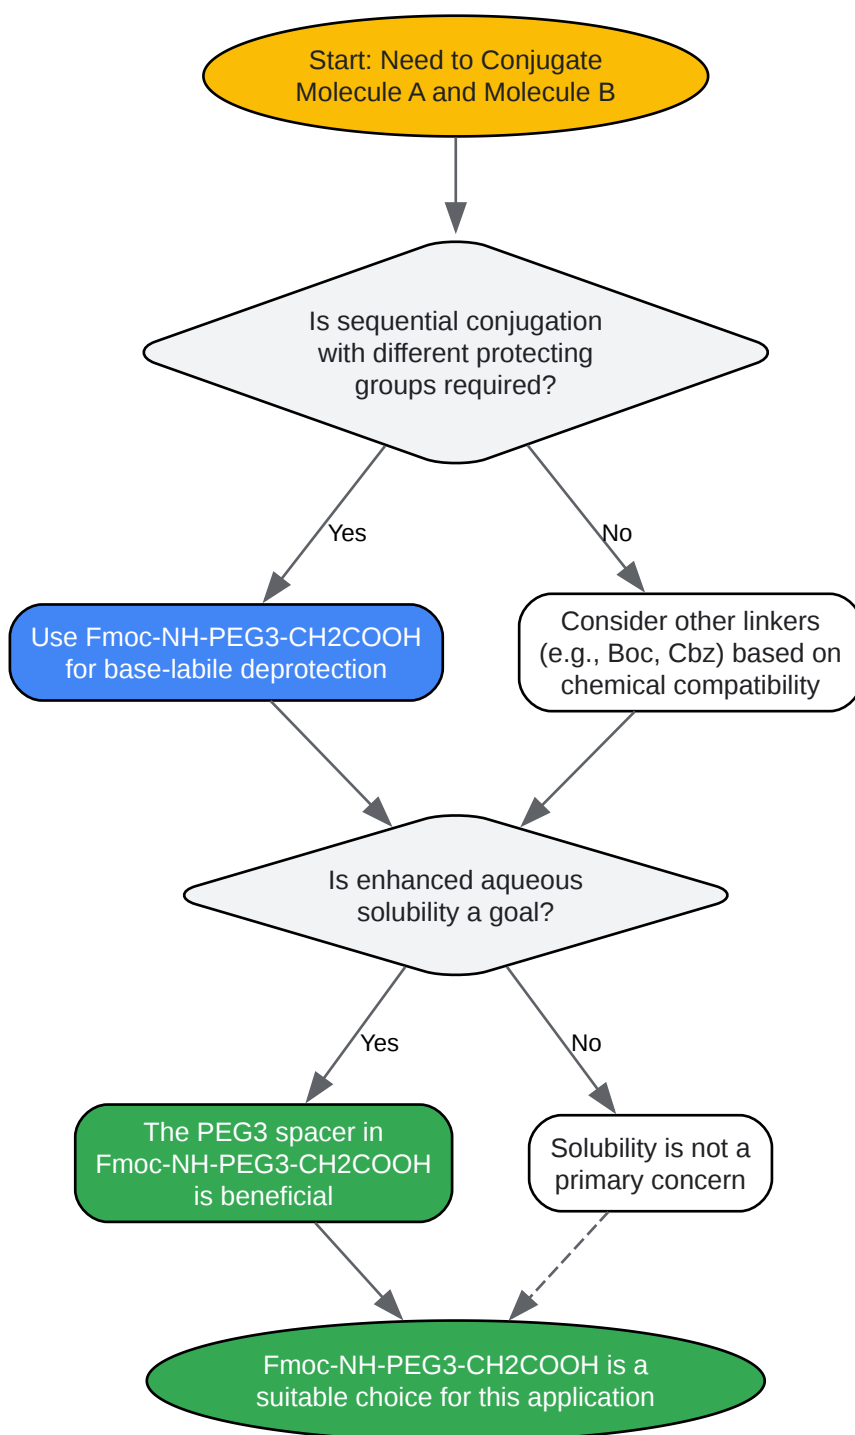 Start: Need to Conjugate
Molecule A and Molecule B
Is sequential conjugation
with different protecting
groups required?
Yes
No
Use Fmoc-NH-PEG3-CH2COOH
for base-labile deprotection
Consider other linkers
(e.g., Boc, Cbz) based on
chemical compatibility
Is enhanced aqueous
solubility a goal?
Yes
No
The PEG3 spacer in
Fmoc-NH-PEG3-CH2COOH
is beneficial
Solubility is not a
primary concern
Fmoc-NH-PEG3-CH2COOH is a
suitable choice for this application